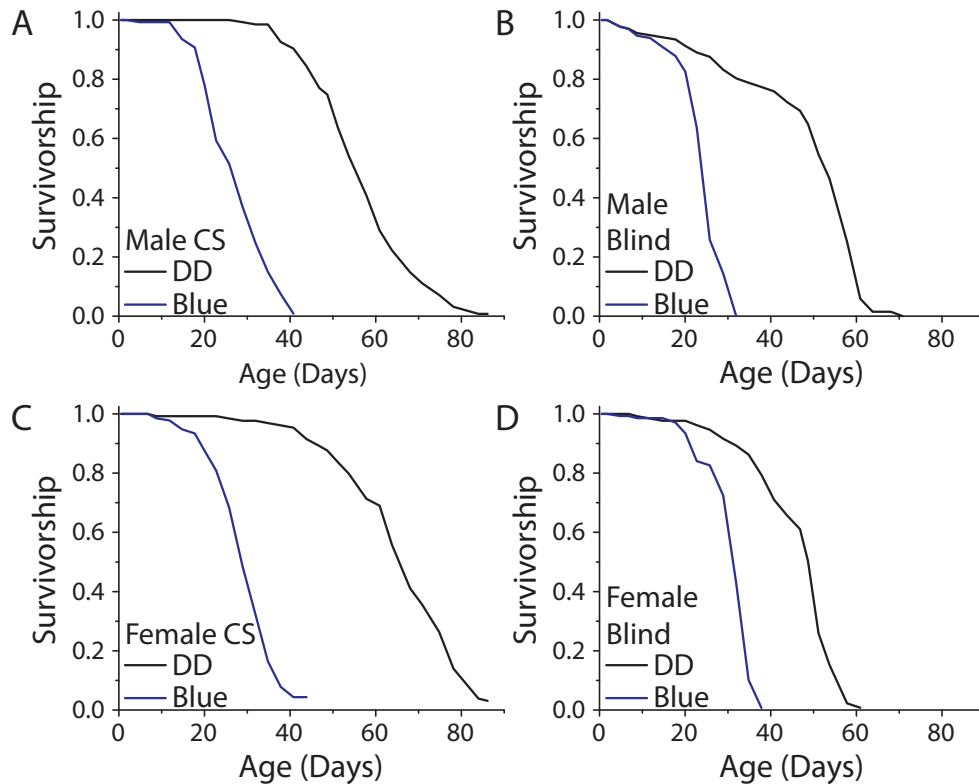 A
1.0
0.8
0.6
0.4
0.2
0.0
Survivorship
Male CS
DD
Blue
0 20 40 60 80
Age (Days)
B
1.0
0.8
0.6
0.4
0.2
0.0
Survivorship
Male
Blind
DD
Blue
0 20 40 60 80
Age (Days)
C
1.0
0.8
0.6
0.4
0.2
0.0
Survivorship
Female CS
DD
Blue
0 20 40 60 80
Age (Days)
D
1.0
0.8
0.6
0.4
0.2
0.0
Survivorship
Female
Blind
DD
Blue
0 20 40 60 80
Age (Days)